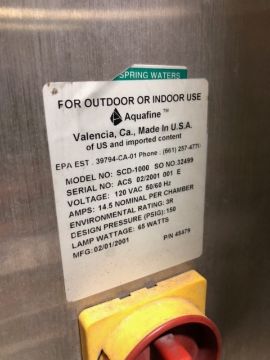 SPRING WATERS
FOR OUTDOOR OR INDOOR USE
Aquafine™
Valencia, Ca., Made In U.S.A.
of US and imported content
EPA EST . 39794-CA-01 Phone . (661) 257-4770
MODEL NO: SCD-1000 SO NO:32499
SERIAL NO: ACS 02/2001 001 E
VOLTAGE: 120 VAC 50/60 Hz
AMPS: 14.5 NOMINAL PER CHAMBER
ENVIRONMENTAL RATING: 3R
DESIGN PRESSURE (PSIG): 150
LAMP WATTAGE: 65 WATTS
MFG: 02/01/2001 P/N 45479